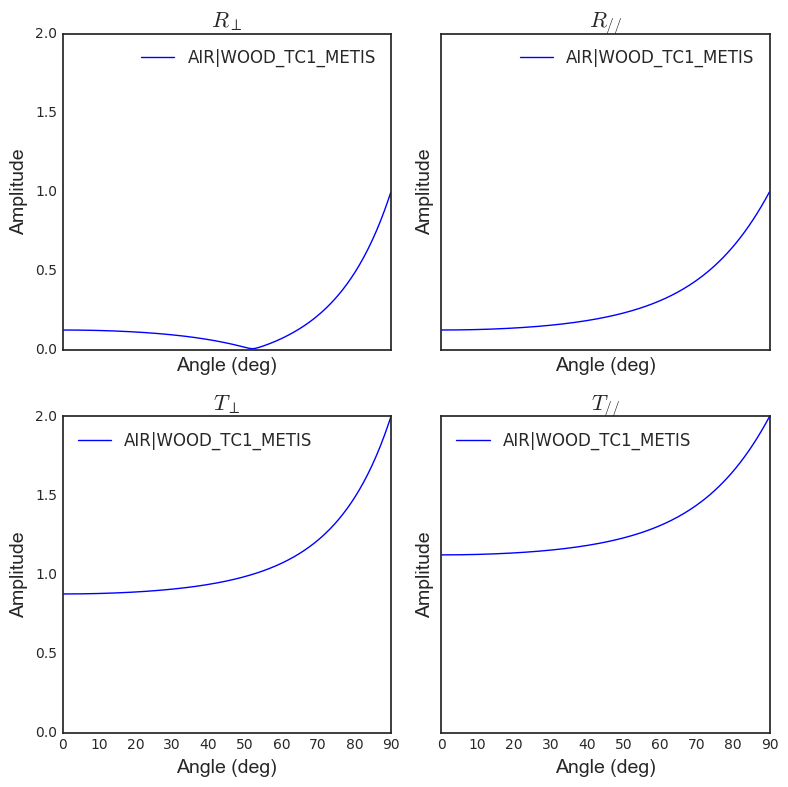 R⊥
2.0
AIR|WOOD_TC1_METIS
1.5
1.0
0.5
0.0
Amplitude
Angle (deg)
R//
AIR|WOOD_TC1_METIS
Amplitude
Angle (deg)
T⊥
2.0
AIR|WOOD_TC1_METIS
1.5
1.0
0.5
0.0
Amplitude
0 10 20 30 40 50 60 70 80 90
Angle (deg)
T//
AIR|WOOD_TC1_METIS
Amplitude
0 10 20 30 40 50 60 70 80 90
Angle (deg)